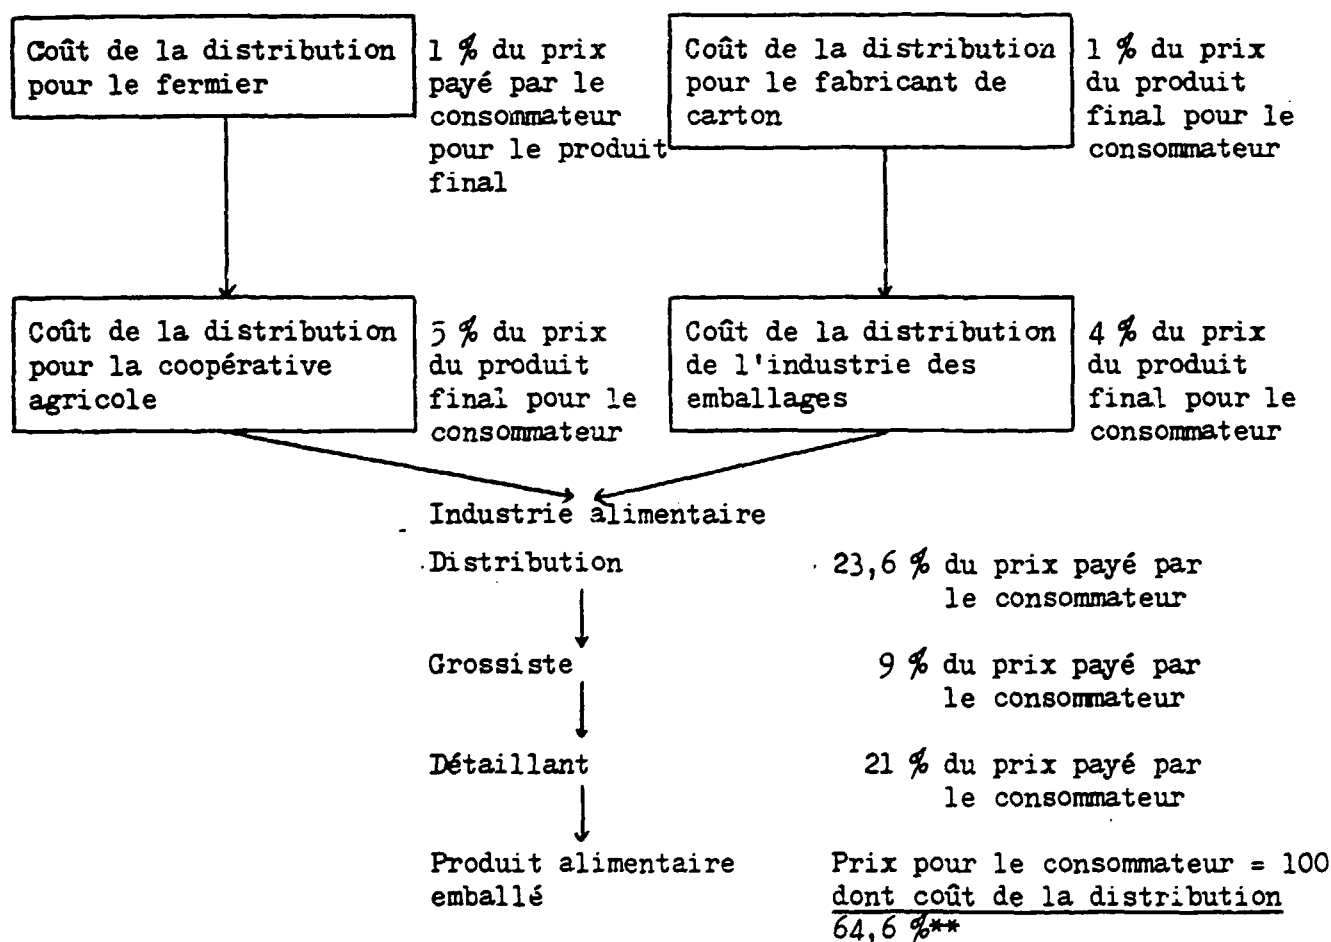 Coût de la distribution
pour le fermier
1 % du prix
payé par le
consommateur
pour le produit
final
Coût de la distribution
pour le fabricant de
carton
1 % du prix
du produit
final pour le
consommateur
Coût de la distribution
pour la coopérative
agricole
5 % du prix
du produit
final pour le
consommateur
Coût de la distribution
de l'industrie des
emballages
4 % du prix
du produit
final pour le
consommateur
Industrie alimentaire
Distribution
23,6 % du prix payé par
le consommateur
Grossiste
9 % du prix payé par
le consommateur
Détaillant
21 % du prix payé par
le consommateur
Produit alimentaire
emballé
Prix pour le consommateur = 100
dont coût de la distribution
64,6 %**